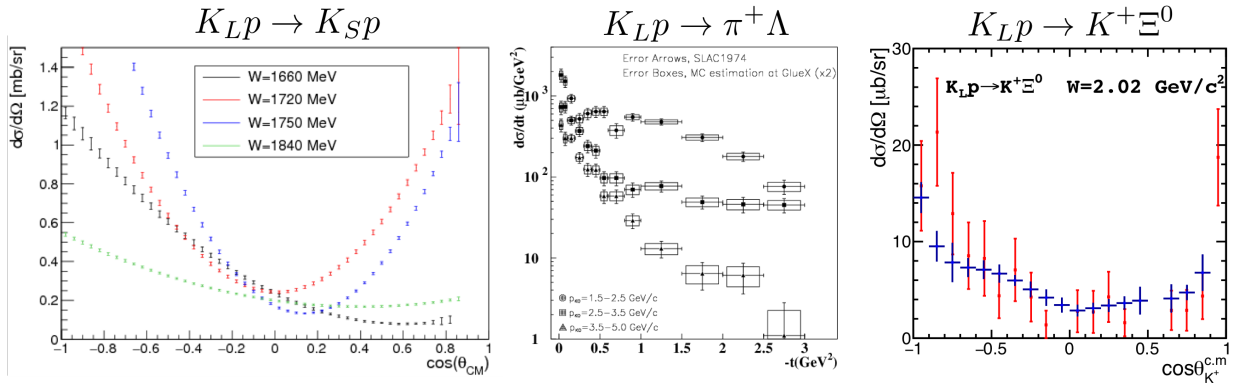 K_L p → K_S p
dσ/dΩ [mb/sr]
1.4
1.2
1
0.8
0.6
0.4
0.2
0
W=1660 MeV
W=1720 MeV
W=1750 MeV
W=1840 MeV
-1 -0.8 -0.6 -0.4 -0.2 0 0.2 0.4 0.6 0.8 1
cos(θ_CM)
K_L p → π⁺Λ
dσ/dt (μb/GeV²)
Error Arrows, SLAC1974
Error Boxes, MC estimation at GlueX (x2)
10³
10²
10
1
p_K0=1.5−2.5 GeV/c
p_K0=2.5−3.5 GeV/c
p_K0=3.5−5.0 GeV/c
0 0.5 1 1.5 2 2.5 3
-t(GeV²)
K_L p → K⁺Ξ⁰
dσ/dΩ [μb/sr]
30
20
10
0
K_L p→K⁺Ξ⁰ W=2.02 GeV/c²
-1 -0.5 0 0.5 1
cosθ_K⁺^c.m